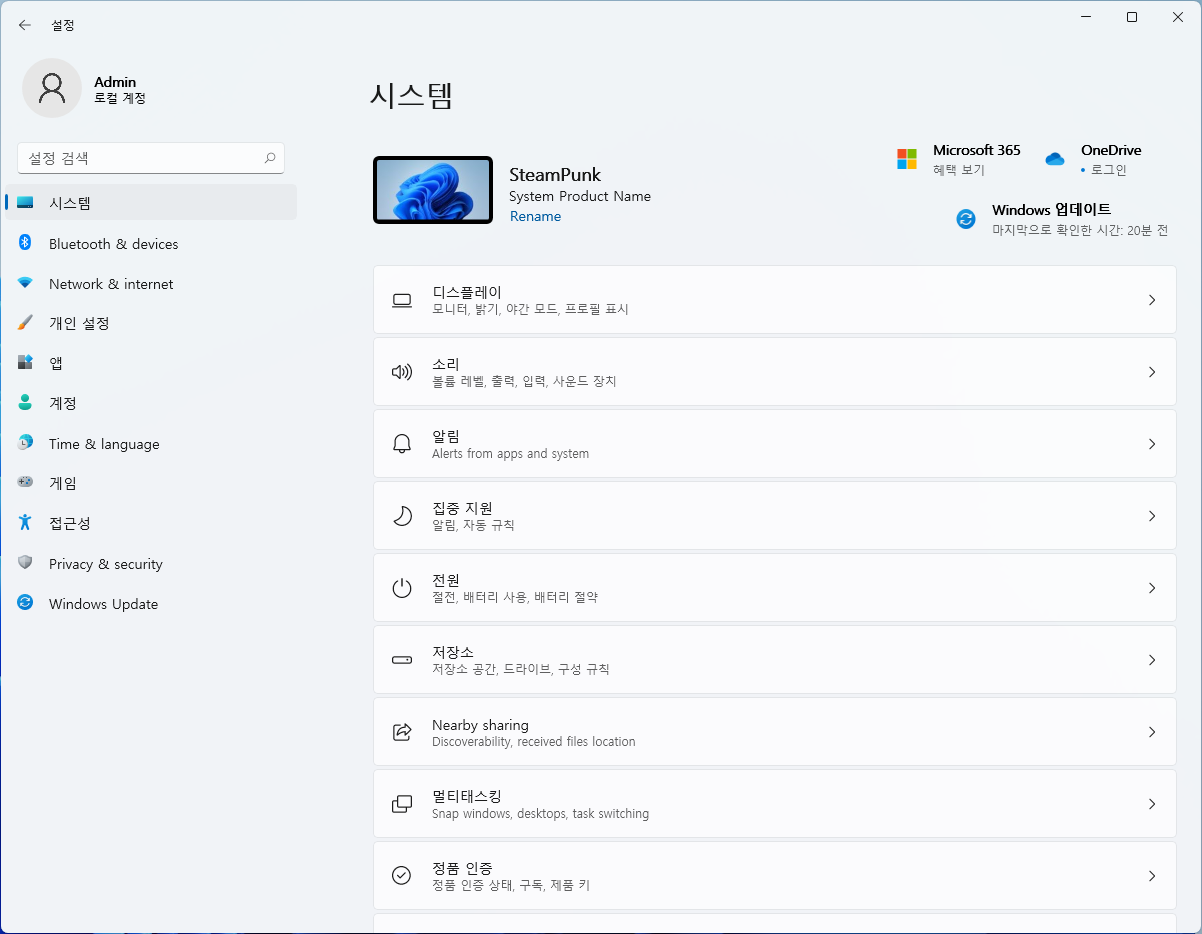 설정
Admin
로컬 계정
설정 검색
시스템
Bluetooth & devices
Network & internet
개인 설정
앱
계정
Time & language
게임
접근성
Privacy & security
Windows Update
시스템
SteamPunk
System Product Name
Rename
Microsoft 365
혜택 보기
OneDrive
• 로그인
Windows 업데이트
마지막으로 확인한 시간: 20분 전
디스플레이
모니터, 밝기, 야간 모드, 프로필 표시
소리
볼륨 레벨, 출력, 입력, 사운드 장치
알림
Alerts from apps and system
집중 지원
알림, 자동 규칙
전원
절전, 배터리 사용, 배터리 절약
저장소
저장소 공간, 드라이브, 구성 규칙
Nearby sharing
Discoverability, received files location
멀티태스킹
Snap windows, desktops, task switching
정품 인증
정품 인증 상태, 구독, 제품 키